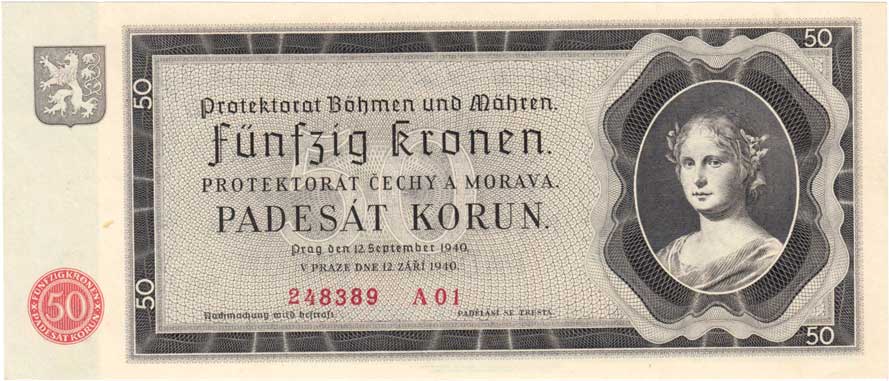 50
50
Protektorat Böhmen und Mähren.
Fünfzig Kronen.
PROTEKTORÁT ČECHY A MORAVA.
PADESÁT KORUN.
Prag den 12. September 1940.
V PRAZE DNE 12. ZÁŘÍ 1940.
248389 A 01
Nachmachung wird bestraft. PADĚLÁNÍ SE TRESTÁ.
FÜNFZIG KRONEN
50
PADESÁT KORUN
50
50